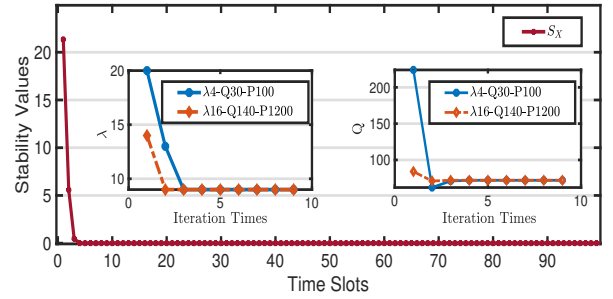 Stability Values
20
15
10
5
0
0
10
20
30
40
50
60
70
80
90
Time Slots
S_X
λ
20
15
10
0
5
10
Iteration Times
λ4-Q30-P100
λ16-Q140-P1200
Q
200
100
0
5
10
Iteration Times
λ4-Q30-P100
λ16-Q140-P1200